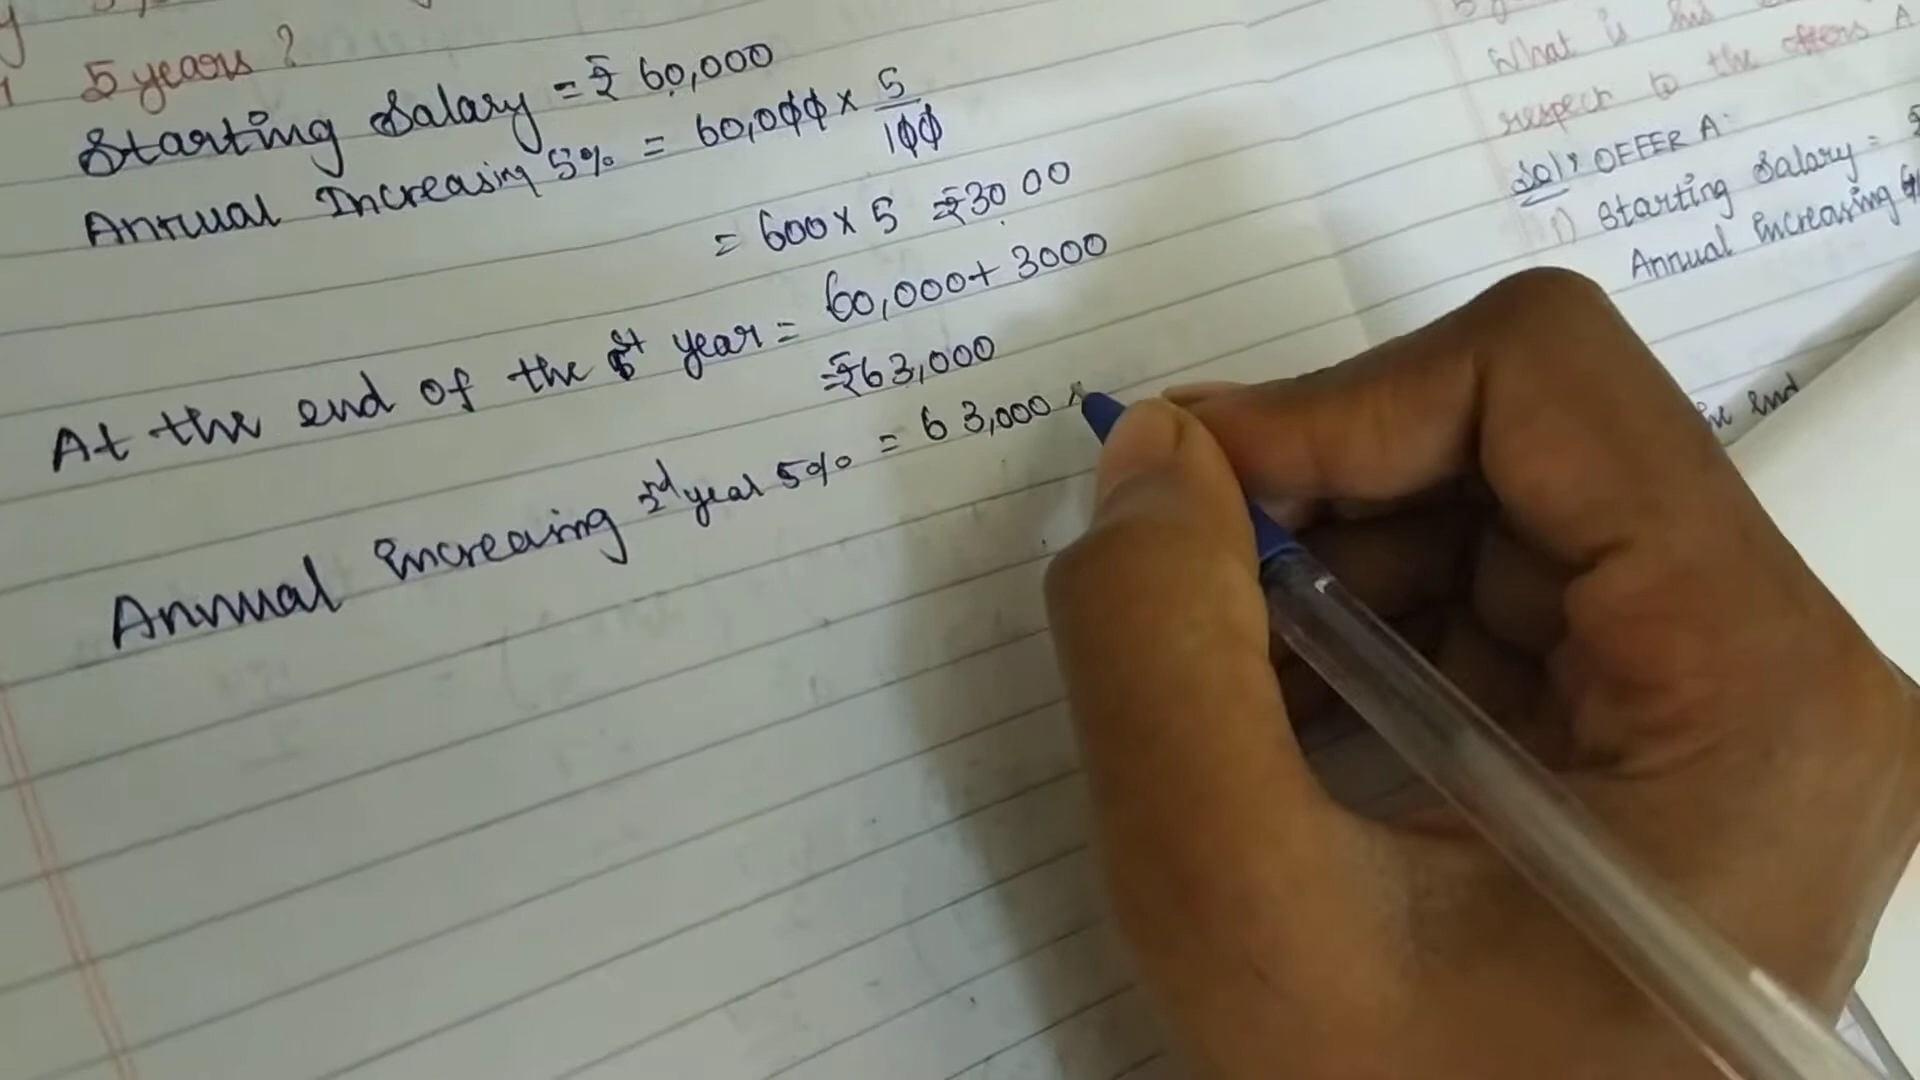 5 years?
Starting Salary = ₹ 60,000
Annual Increasing 5% = 60,000 × 5/100
= 600 × 5 = ₹3000
At the end of the 1st year = 60,000 + 3000
= ₹63,000
Annual increasing 2nd year 5% = 63,000 ×
What is his
respect to the offers A
Sol: OFFER A:
i) Starting Salary =
Annual increasing
end